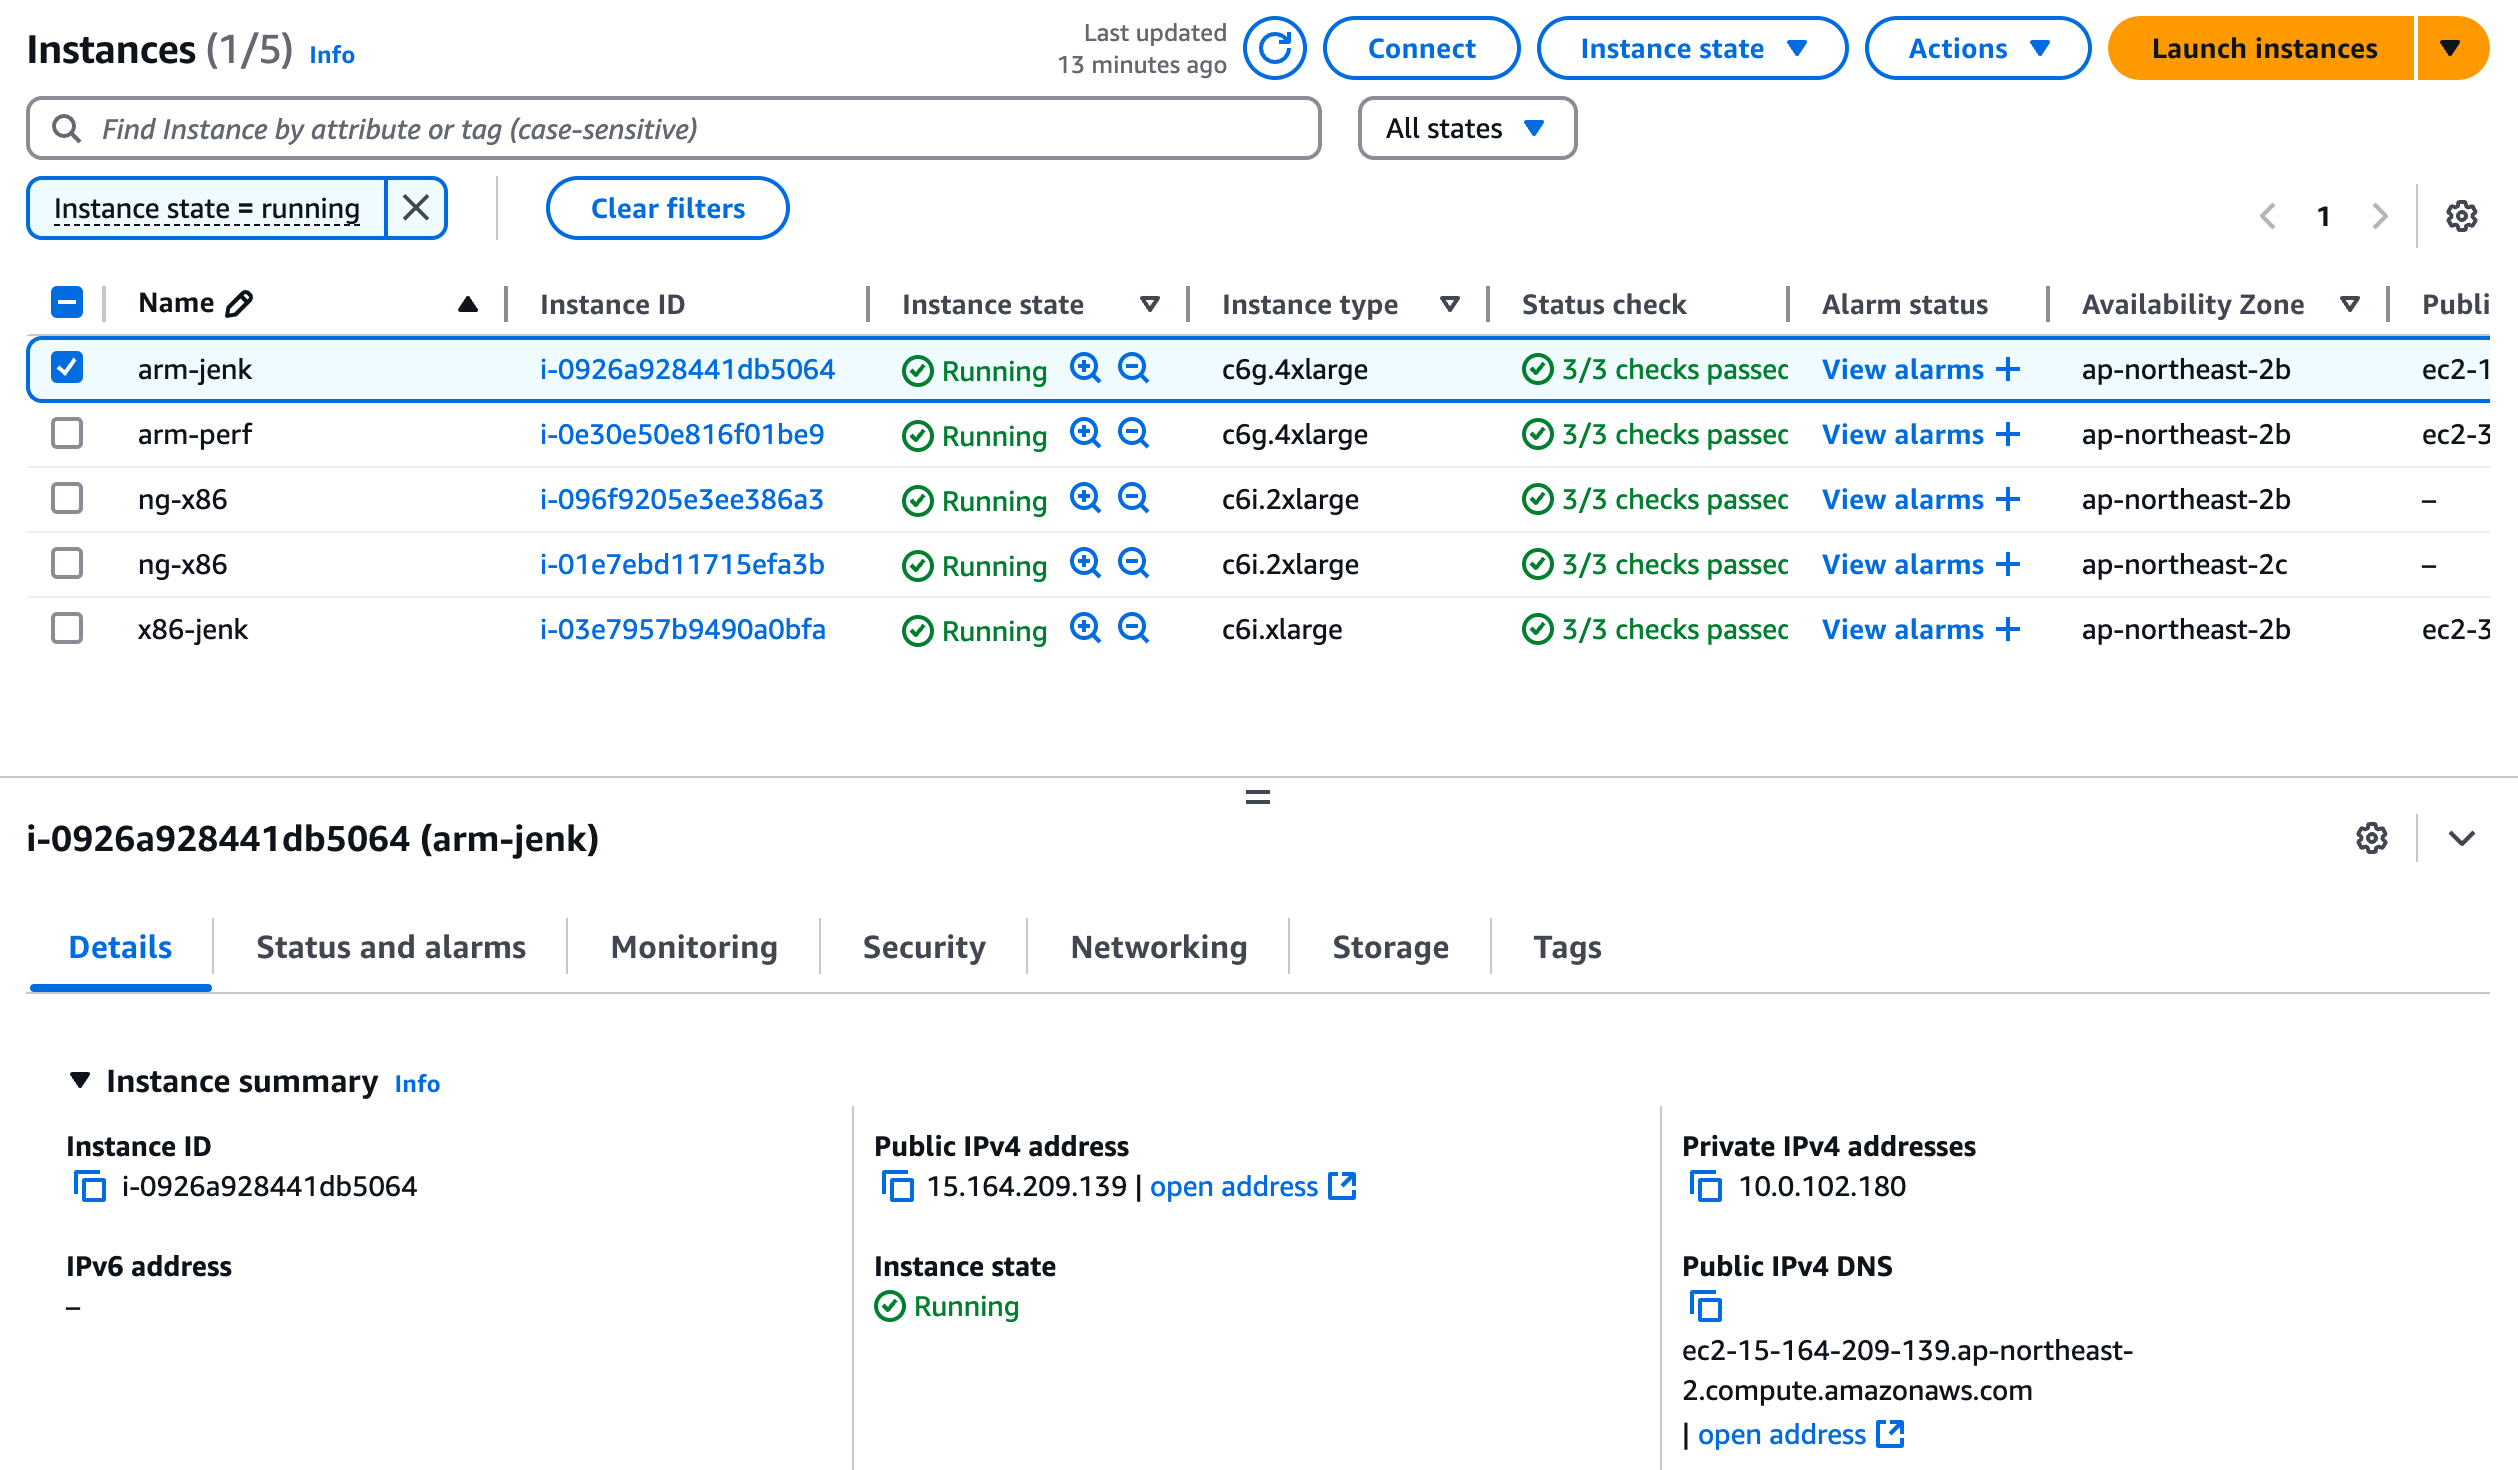 Instances (1/5) Info
Last updated
13 minutes ago
Connect Instance state Actions Launch instances
Find Instance by attribute or tag (case-sensitive) All states
Instance state = running Clear filters 1
Name Instance ID Instance state Instance type Status check Alarm status Availability Zone Publi
arm-jenk i-0926a928441db5064 Running c6g.4xlarge 3/3 checks passed View alarms ap-northeast-2b ec2-1
arm-perf i-0e30e50e816f01be9 Running c6g.4xlarge 3/3 checks passed View alarms ap-northeast-2b ec2-3
ng-x86 i-096f9205e3ee386a3 Running c6i.2xlarge 3/3 checks passed View alarms ap-northeast-2b –
ng-x86 i-01e7ebd11715efa3b Running c6i.2xlarge 3/3 checks passed View alarms ap-northeast-2c –
x86-jenk i-03e7957b9490a0bfa Running c6i.xlarge 3/3 checks passed View alarms ap-northeast-2b ec2-3
i-0926a928441db5064 (arm-jenk)
Details Status and alarms Monitoring Security Networking Storage Tags
Instance summary Info
Instance ID
i-0926a928441db5064
Public IPv4 address
15.164.209.139 | open address
Private IPv4 addresses
10.0.102.180
IPv6 address
–
Instance state
Running
Public IPv4 DNS
ec2-15-164-209-139.ap-northeast-
2.compute.amazonaws.com
| open address